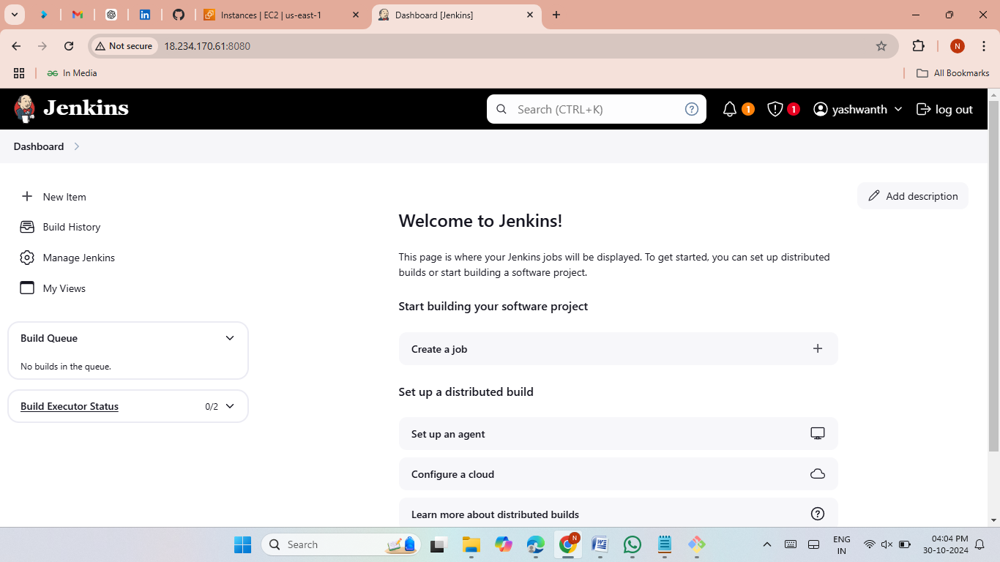 Instances | EC2 | us-east-1
Dashboard [Jenkins]
Not secure
18.234.170.61:8080
N
In Media
All Bookmarks
Jenkins
Search (CTRL+K)
1
1
yashwanth
log out
Dashboard
New Item
Build History
Manage Jenkins
My Views
Build Queue
No builds in the queue.
Build Executor Status
0/2
Add description
Welcome to Jenkins!
This page is where your Jenkins jobs will be displayed. To get started, you can set up distributed
builds or start building a software project.
Start building your software project
Create a job
Set up a distributed build
Set up an agent
Configure a cloud
Learn more about distributed builds
Search
N
ENG
IN
04:04 PM
30-10-2024